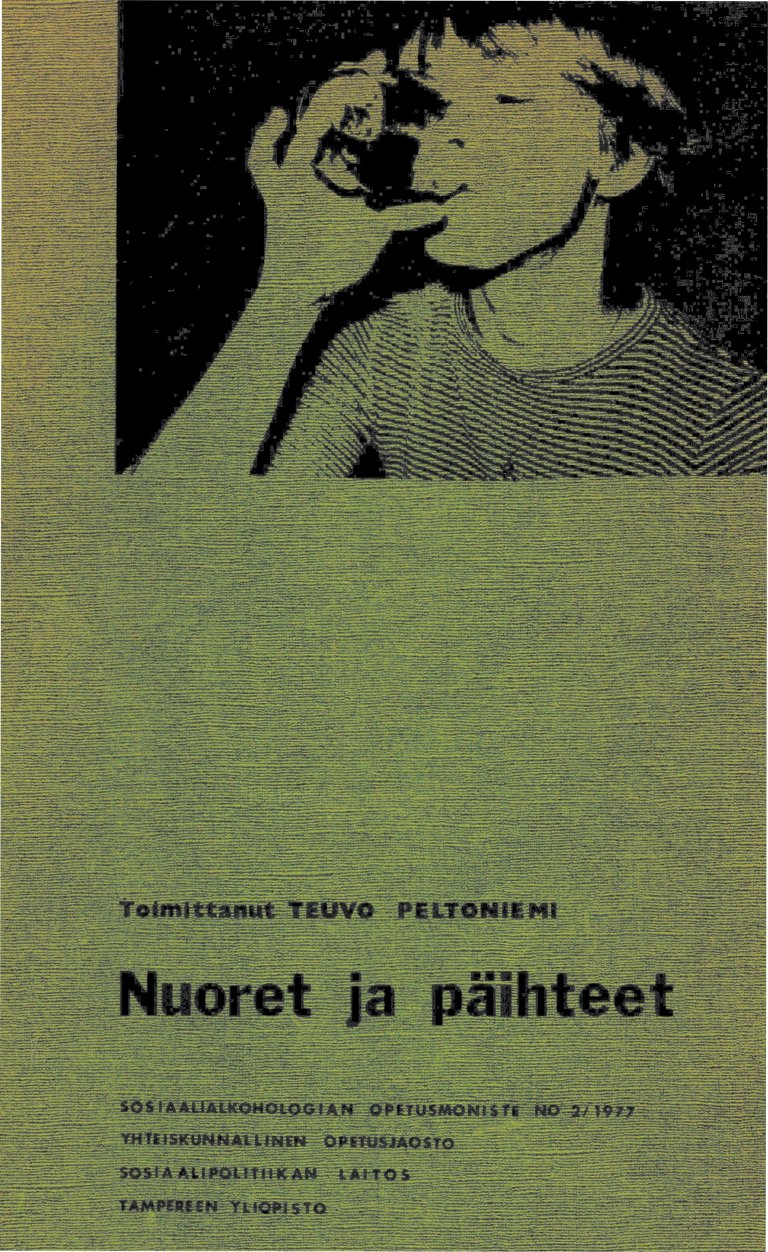 Toimittanut TEUVO PELTONIEMI
Nuoret ja päihteet
SOSIAALIALKOHOLOGIAN OPETUSMONISTE NO 2/1977
YHTEISKUNNALLINEN OPETUSJAOSTO
SOSIAALIPOLITIIKAN LAITOS
TAMPEREEN YLIOPISTO